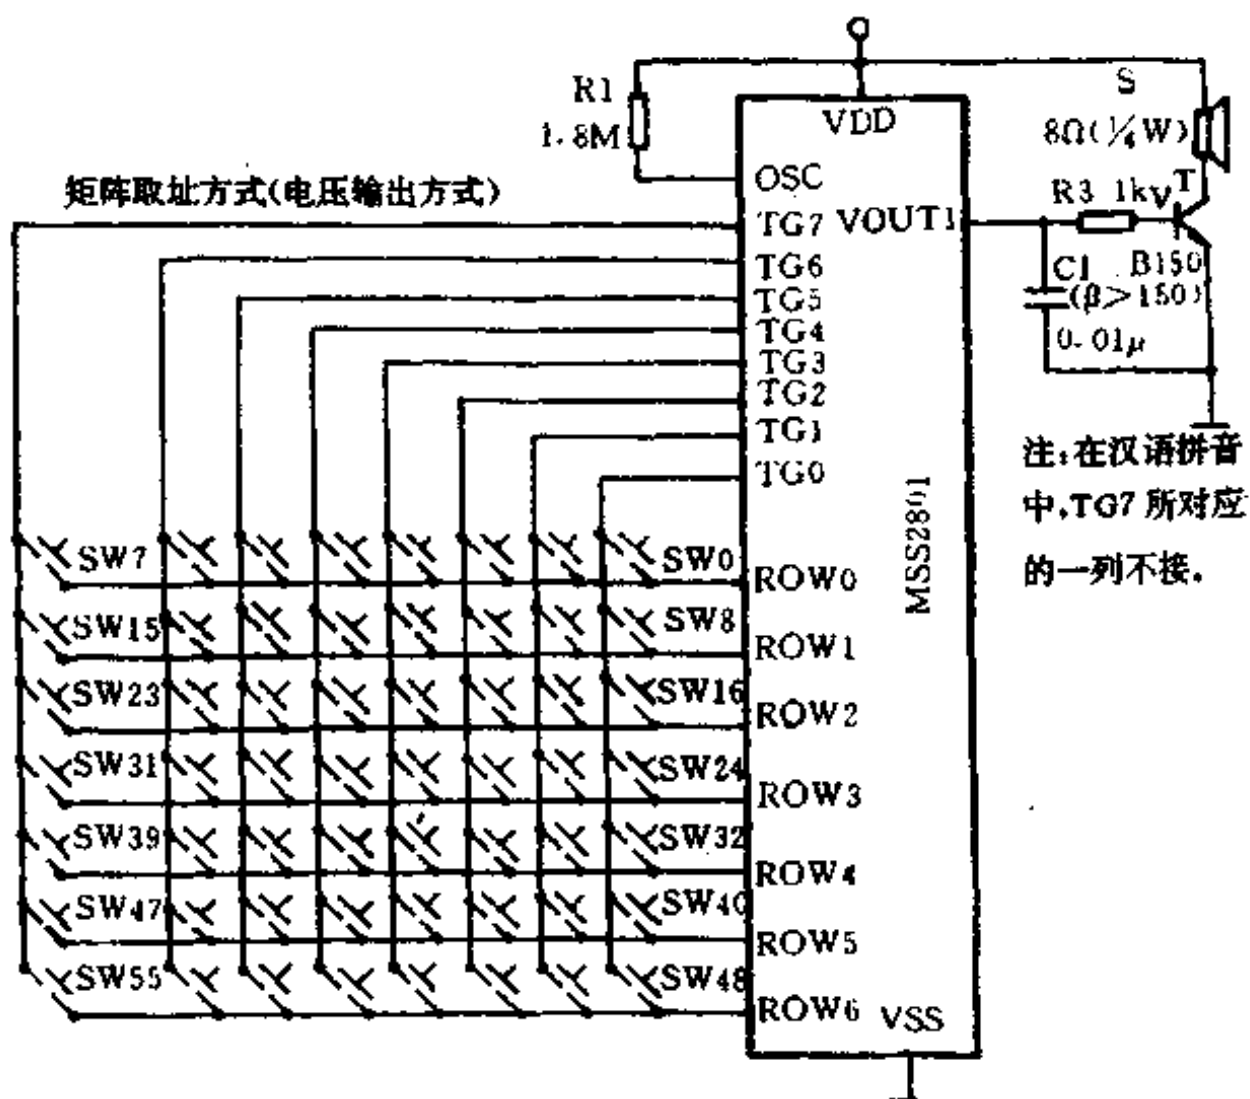 R1
1.8M
S
8Ω(¼W)
矩阵取址方式(电压输出方式)
VDD
OSC
TG7
VOUT1
TG6
TG5
TG4
TG3
TG2
TG1
TG0
R3 1k
VT
B150
(β>150)
C1
0.01μ
MSS2801
注:在汉语拼音
中,TG7所对应
的一列不接。
SW7
SW0
ROW0
SW15
SW8
ROW1
SW23
SW16
ROW2
SW31
SW24
ROW3
SW39
SW32
ROW4
SW47
SW40
ROW5
SW55
SW48
ROW6
VSS